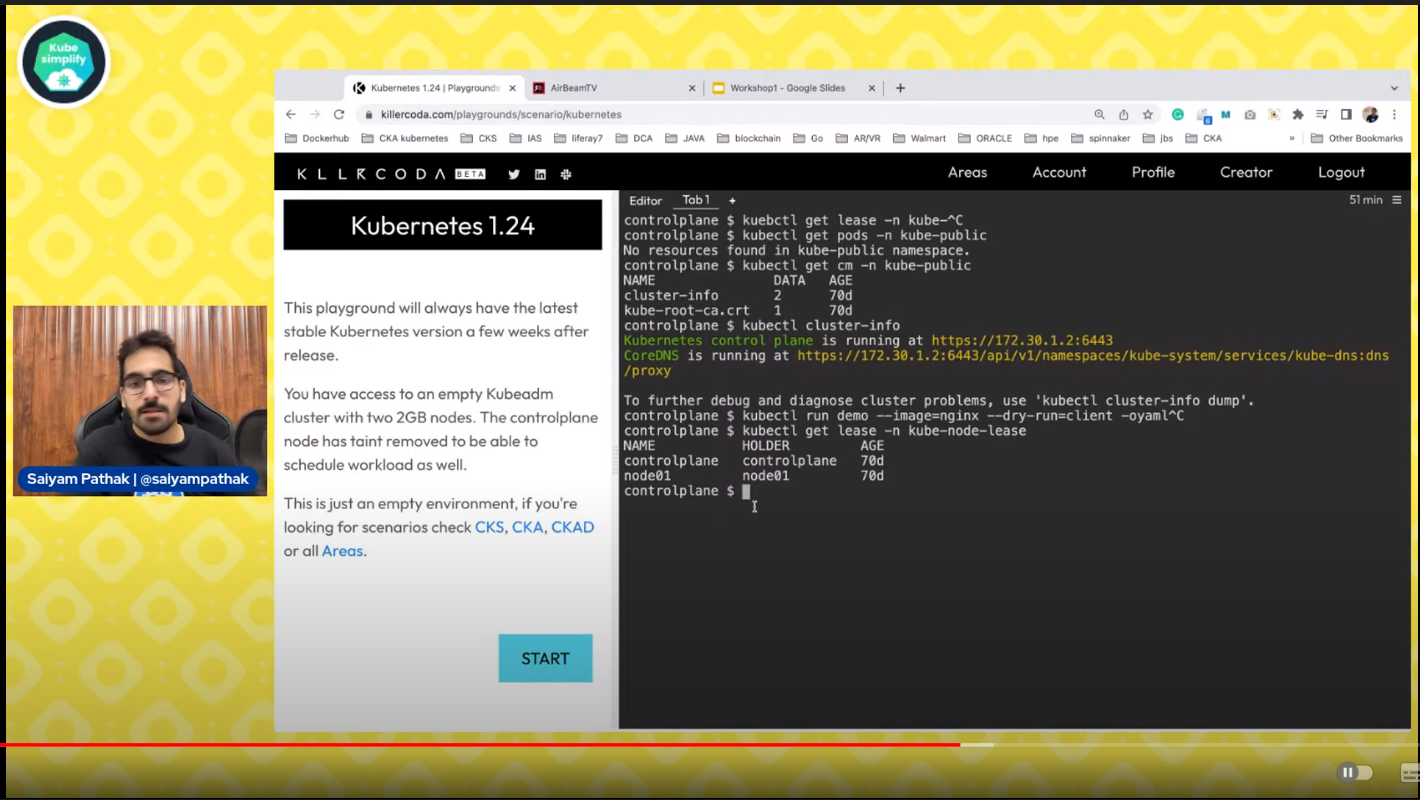 Kube
simplify
Kubernetes 1.24 | Playgrounds
AirBeamTV
Workshop1 - Google Slides
killercoda.com/playgrounds/scenario/kubernetes
Dockerhub
CKA kubernetes
CKS
IAS
liferay7
DCA
JAVA
blockchain
Go
AR/VR
Walmart
ORACLE
hpe
spinnaker
jbs
CKA
»
Other Bookmarks
KLLRCODA BETA
Areas
Account
Profile
Creator
Logout
Kubernetes 1.24
This playground will always have the latest
stable Kubernetes version a few weeks after
release.
You have access to an empty Kubeadm
cluster with two 2GB nodes. The controlplane
node has taint removed to be able to
schedule workload as well.
This is just an empty environment, if you're
looking for scenarios check CKS, CKA, CKAD
or all Areas.
START
Editor Tab 1 +
51 min
controlplane $ kuebctl get lease -n kube-^C
controlplane $ kubectl get pods -n kube-public
No resources found in kube-public namespace.
controlplane $ kubectl get cm -n kube-public
NAME DATA AGE
cluster-info 2 70d
kube-root-ca.crt 1 70d
controlplane $ kubectl cluster-info
Kubernetes control plane is running at https://172.30.1.2:6443
CoreDNS is running at https://172.30.1.2:6443/api/v1/namespaces/kube-system/services/kube-dns:dns
/proxy
To further debug and diagnose cluster problems, use 'kubectl cluster-info dump'.
controlplane $ kubectl run demo --image=nginx --dry-run=client -oyaml^C
controlplane $ kubectl get lease -n kube-node-lease
NAME HOLDER AGE
controlplane controlplane 70d
node01 node01 70d
controlplane $
Saiyam Pathak | @saiyampathak